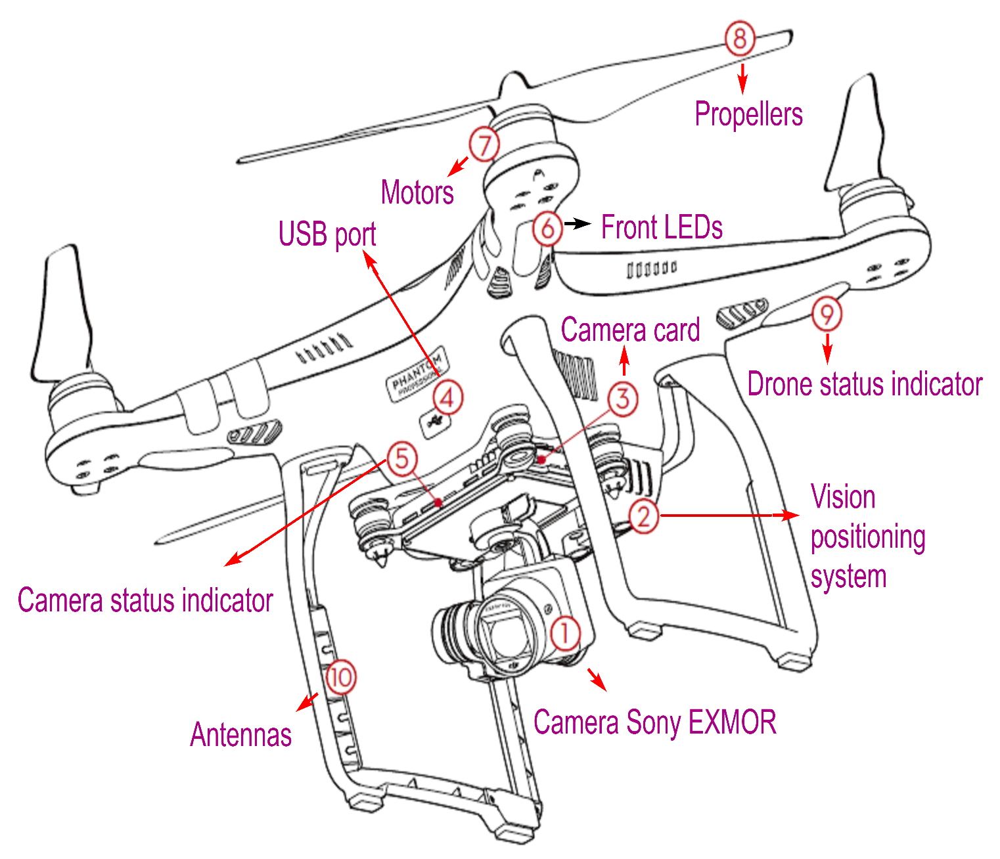 8
Propellers
7
Motors
USB port
6
Front LEDs
Camera card
9
PHANTOM
PROFESSIONAL
4
3
Drone status indicator
5
2
Vision
positioning
system
Camera status indicator
1
10
Antennas
Camera Sony EXMOR